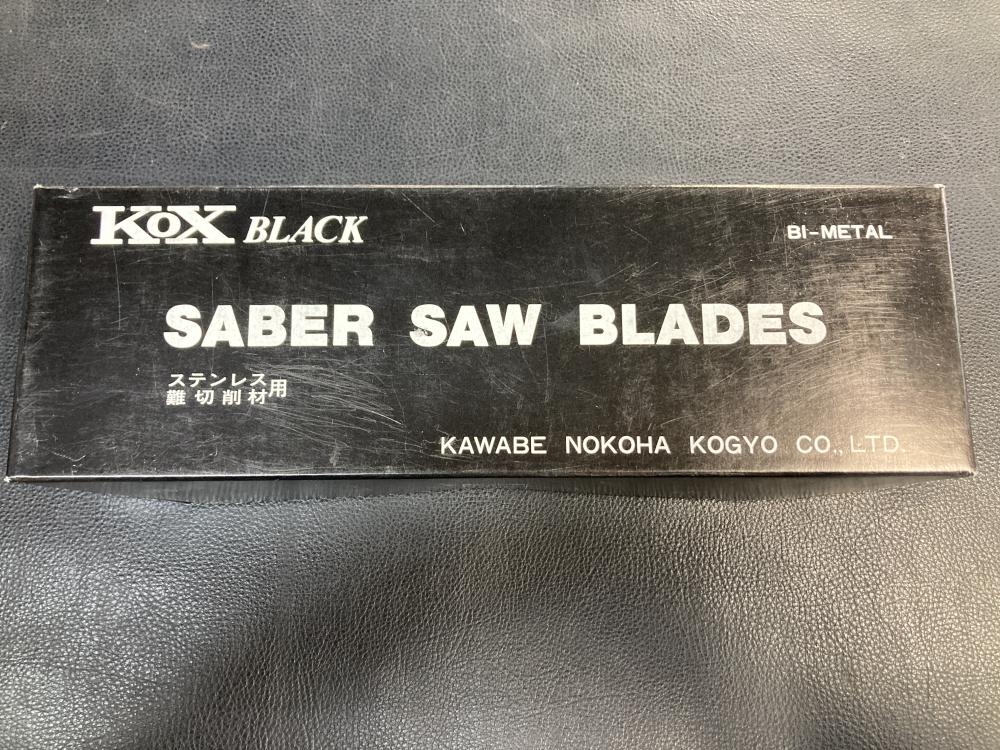 KOX BLACK
BI-METAL
SABER SAW BLADES
ステンレス
難切削材用
KAWABE NOKOHA KOGYO CO., LTD.